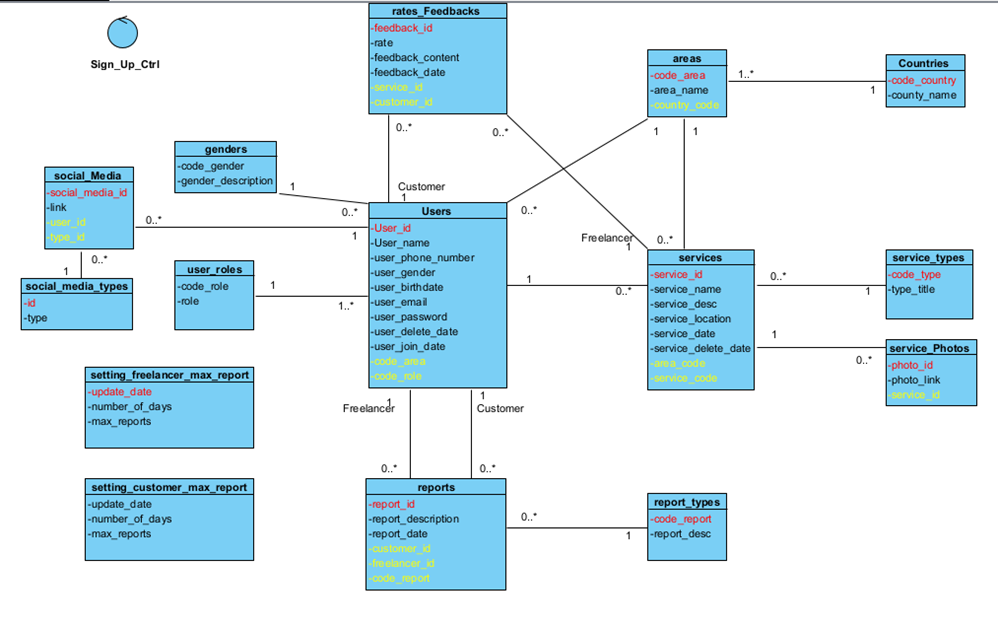 Sign_Up_Ctrl
rates_Feedbacks
-feedback_id
-rate
-feedback_content
-feedback_date
-service_id
-customer_id
areas
-code_area
-area_name
-country_code
1..*
1
Countries
-code_country
-county_name
0..*
0..*
1
1
genders
-code_gender
-gender_description
1
0..*
Customer
1
social_Media
-social_media_id
-link
-user_id
-type_id
0..*
1
0..*
1
social_media_types
-id
-type
user_roles
-code_role
-role
1
1..*
Users
-User_id
-User_name
-user_phone_number
-user_gender
-user_birthdate
-user_email
-user_password
-user_delete_date
-user_join_date
-code_area
-code_role
0..*
Freelancer
1
0..*
1
0..*
services
-service_id
-service_name
-service_desc
-service_location
-service_date
-service_delete_date
-area_code
-service_code
0..*
1
service_types
-code_type
-type_title
1
0..*
service_Photos
-photo_id
-photo_link
-service_id
setting_freelancer_max_report
-update_date
-number_of_days
-max_reports
setting_customer_max_report
-update_date
-number_of_days
-max_reports
1
Freelancer
1
Customer
0..*
0..*
reports
-report_id
-report_description
-report_date
-customer_id
-freelancer_id
-code_report
0..*
1
report_types
-code_report
-report_desc